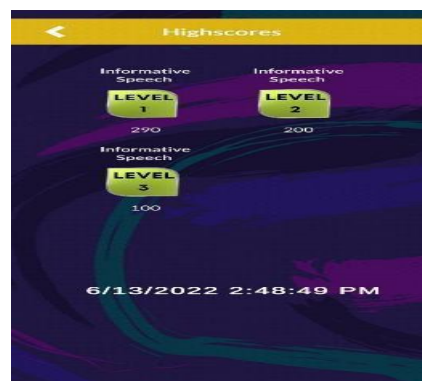 Highscores
Informative Speech
Informative Speech
LEVEL 1
LEVEL 2
290
200
Informative Speech
LEVEL 3
100
6/13/2022 2:48:49 PM